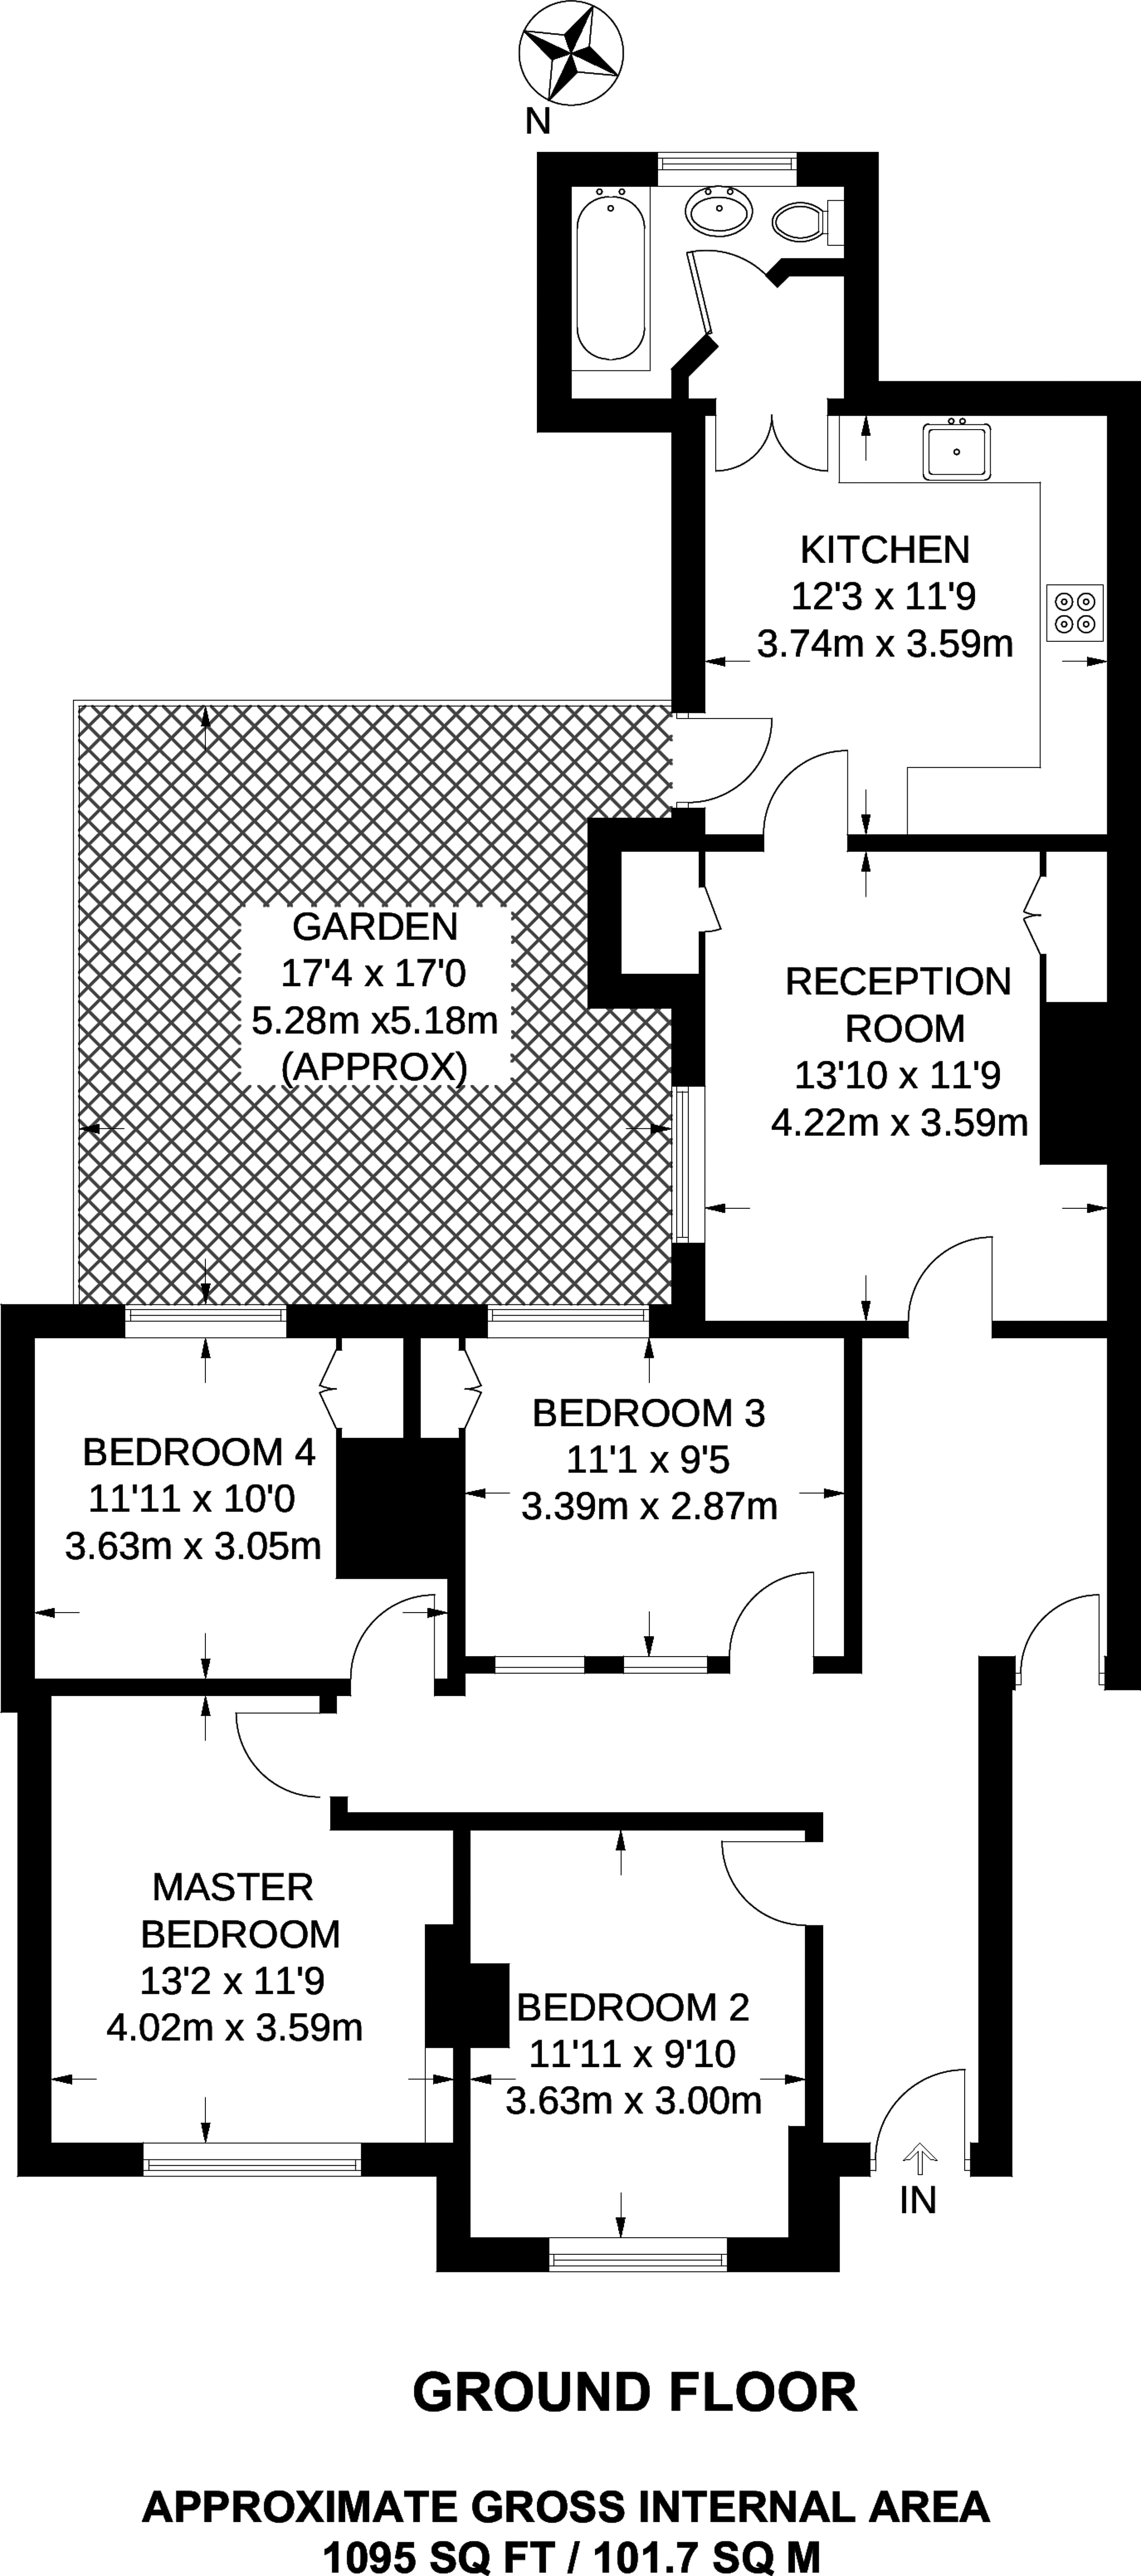 N
KITCHEN
12'3 x 11'9
3.74m x 3.59m
GARDEN
17'4 x 17'0
5.28m x5.18m
(APPROX)
RECEPTION
ROOM
13'10 x 11'9
4.22m x 3.59m
BEDROOM 3
11'1 x 9'5
3.39m x 2.87m
BEDROOM 4
11'11 x 10'0
3.63m x 3.05m
MASTER
BEDROOM
13'2 x 11'9
4.02m x 3.59m
BEDROOM 2
11'11 x 9'10
3.63m x 3.00m
IN
GROUND FLOOR
APPROXIMATE GROSS INTERNAL AREA
1095 SQ FT / 101.7 SQ M